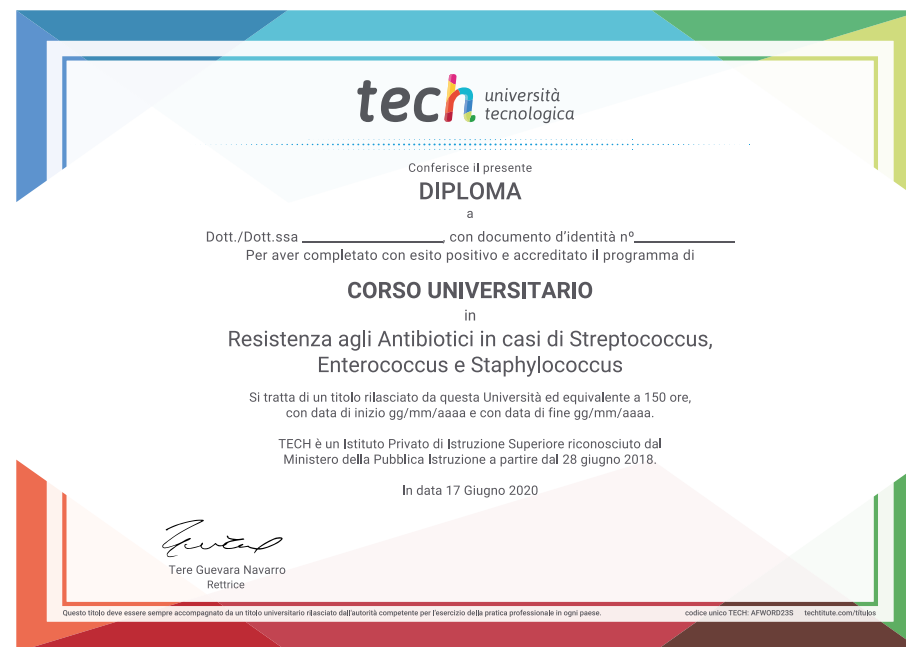 tech università
tecnologica
Conferisce il presente
DIPLOMA
a
Dott./Dott.ssa ____________________, con documento d'identità nº______________
Per aver completato con esito positivo e accreditato il programma di
CORSO UNIVERSITARIO
in
Resistenza agli Antibiotici in casi di Streptococcus,
Enterococcus e Staphylococcus
Si tratta di un titolo rilasciato da questa Università ed equivalente a 150 ore,
con data di inizio gg/mm/aaaa e con data di fine gg/mm/aaaa.
TECH è un Istituto Privato di Istruzione Superiore riconosciuto dal
Ministero della Pubblica Istruzione a partire dal 28 giugno 2018.
In data 17 Giugno 2020
Tere Guevara Navarro
Rettrice
Questo titolo deve essere sempre accompagnato da un titolo universitario rilasciato dall'autorità competente per l'esercizio della pratica professionale in ogni paese. codice unico TECH: AFWORD23S techtitute.com/titulos